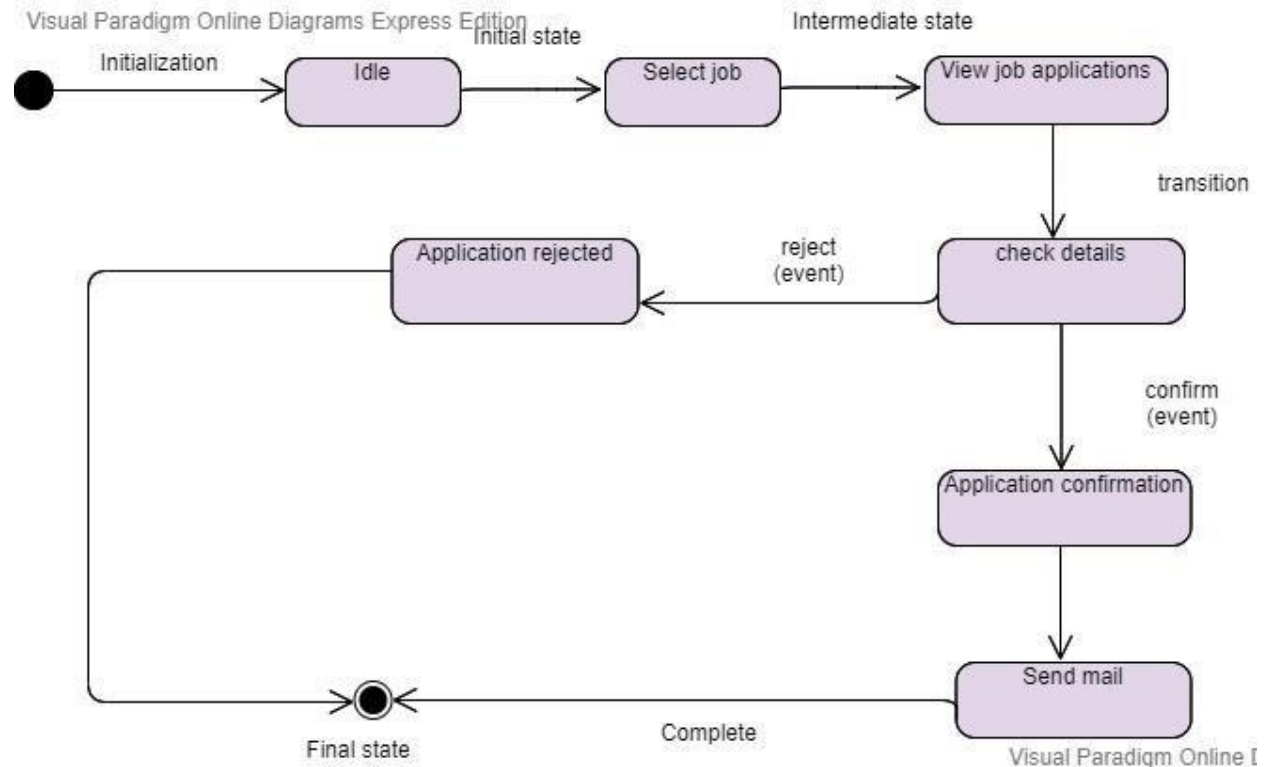 Visual Paradigm Online Diagrams Express Edition
Initial state
Intermediate state
Initialization
Idle
Select job
View job applications
transition
Application rejected
reject
(event)
check details
confirm
(event)
Application confirmation
Send mail
Complete
Final state
Visual Paradigm Online